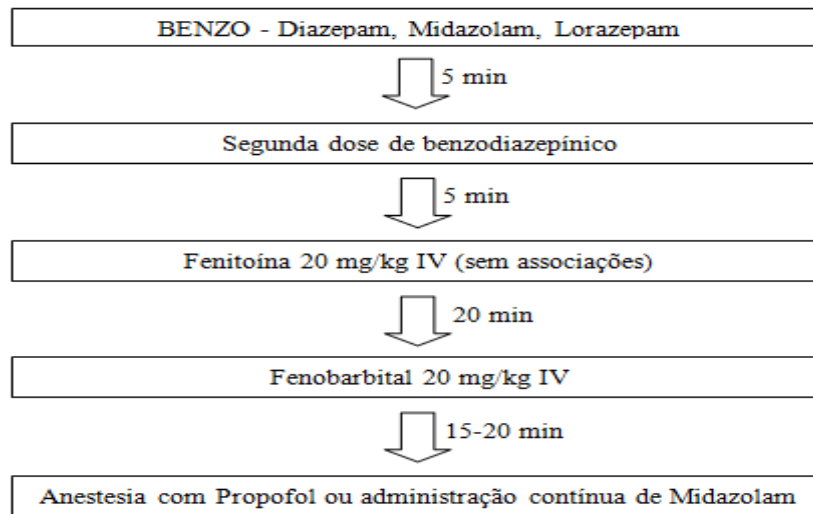 BENZO - Diazepam, Midazolam, Lorazepam
5 min
Segunda dose de benzodiazepínico
5 min
Fenitoína 20 mg/kg IV (sem associações)
20 min
Fenobarbital 20 mg/kg IV
15-20 min
Anestesia com Propofol ou administração contínua de Midazolam